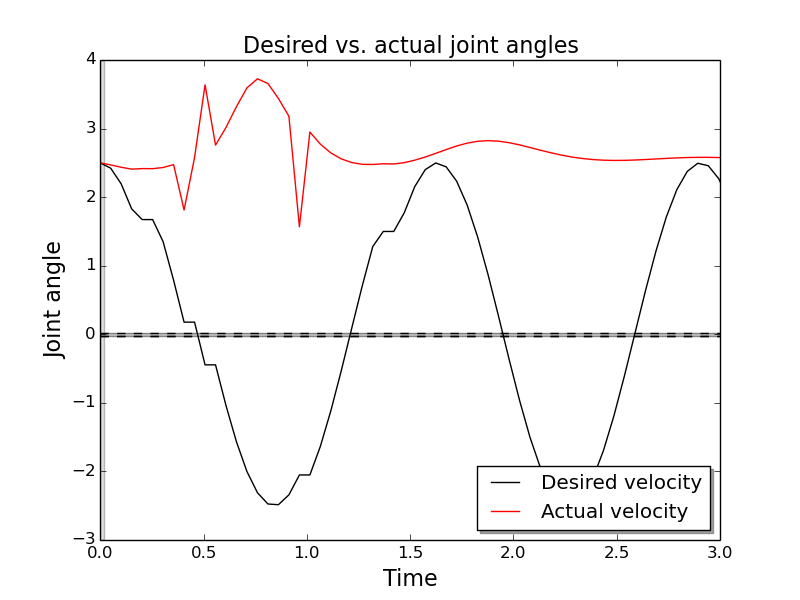 Desired vs. actual joint angles
4
3
2
1
0
−1
−2
−3
Joint angle
0.0 0.5 1.0 1.5 2.0 2.5 3.0
Time
Desired velocity
Actual velocity